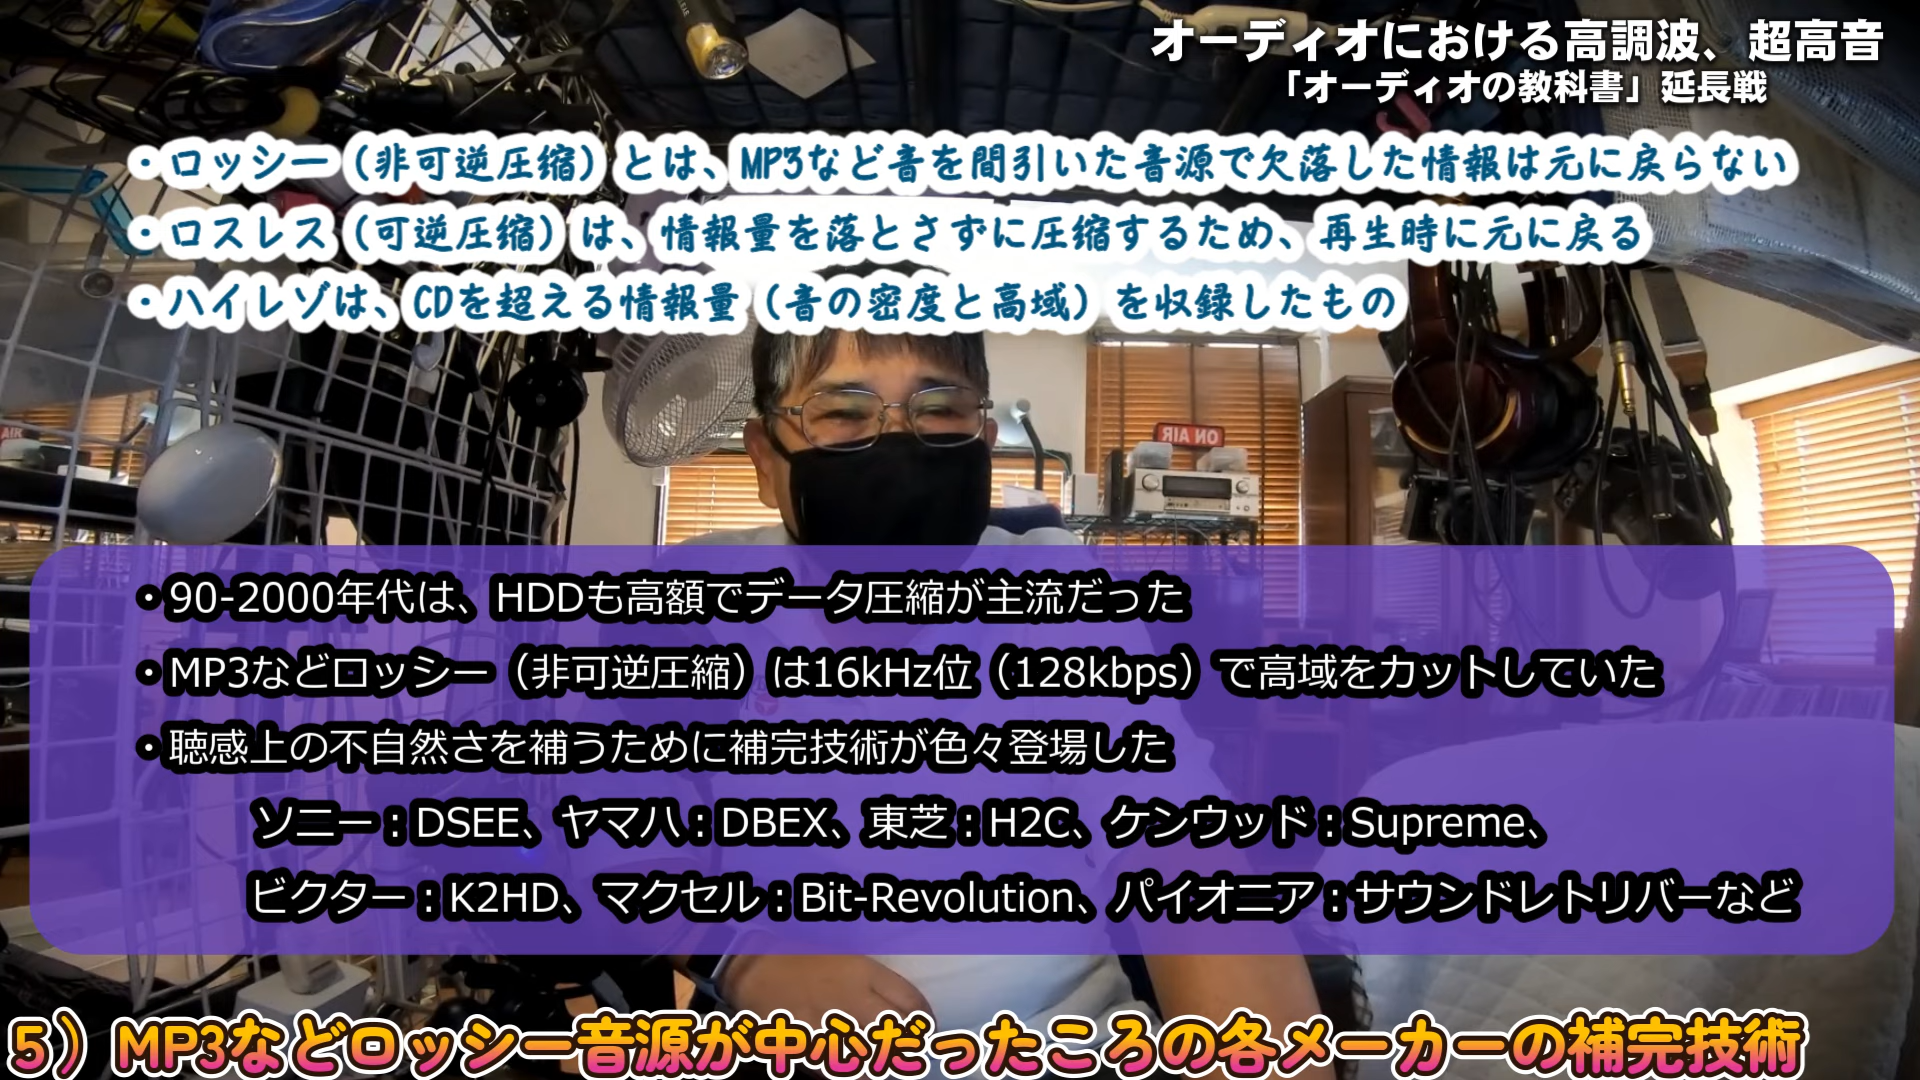 オーディオにおける高調波、超高音
「オーディオの教科書」延長戦
・ロッシー（非可逆圧縮）とは、MP3など音を間引いた音源で欠落した情報は元に戻らない
・ロスレス（可逆圧縮）は、情報量を落とさずに圧縮するため、再生時に元に戻る
・ハイレゾは、CDを超える情報量（音の密度と高域）を収録したもの
ON AIR
AIR
・90-2000年代は、HDDも高額でデータ圧縮が主流だった
・MP3などロッシー（非可逆圧縮）は16kHz位（128kbps）で高域をカットしていた
・聴感上の不自然さを補うために補完技術が色々登場した
ソニー：DSEE、ヤマハ：DBEX、東芝：H2C、ケンウッド：Supreme、
ビクター：K2HD、マクセル：Bit-Revolution、パイオニア：サウンドレトリバーなど
５）MP3などロッシー音源が中心だったころの各メーカーの補完技術